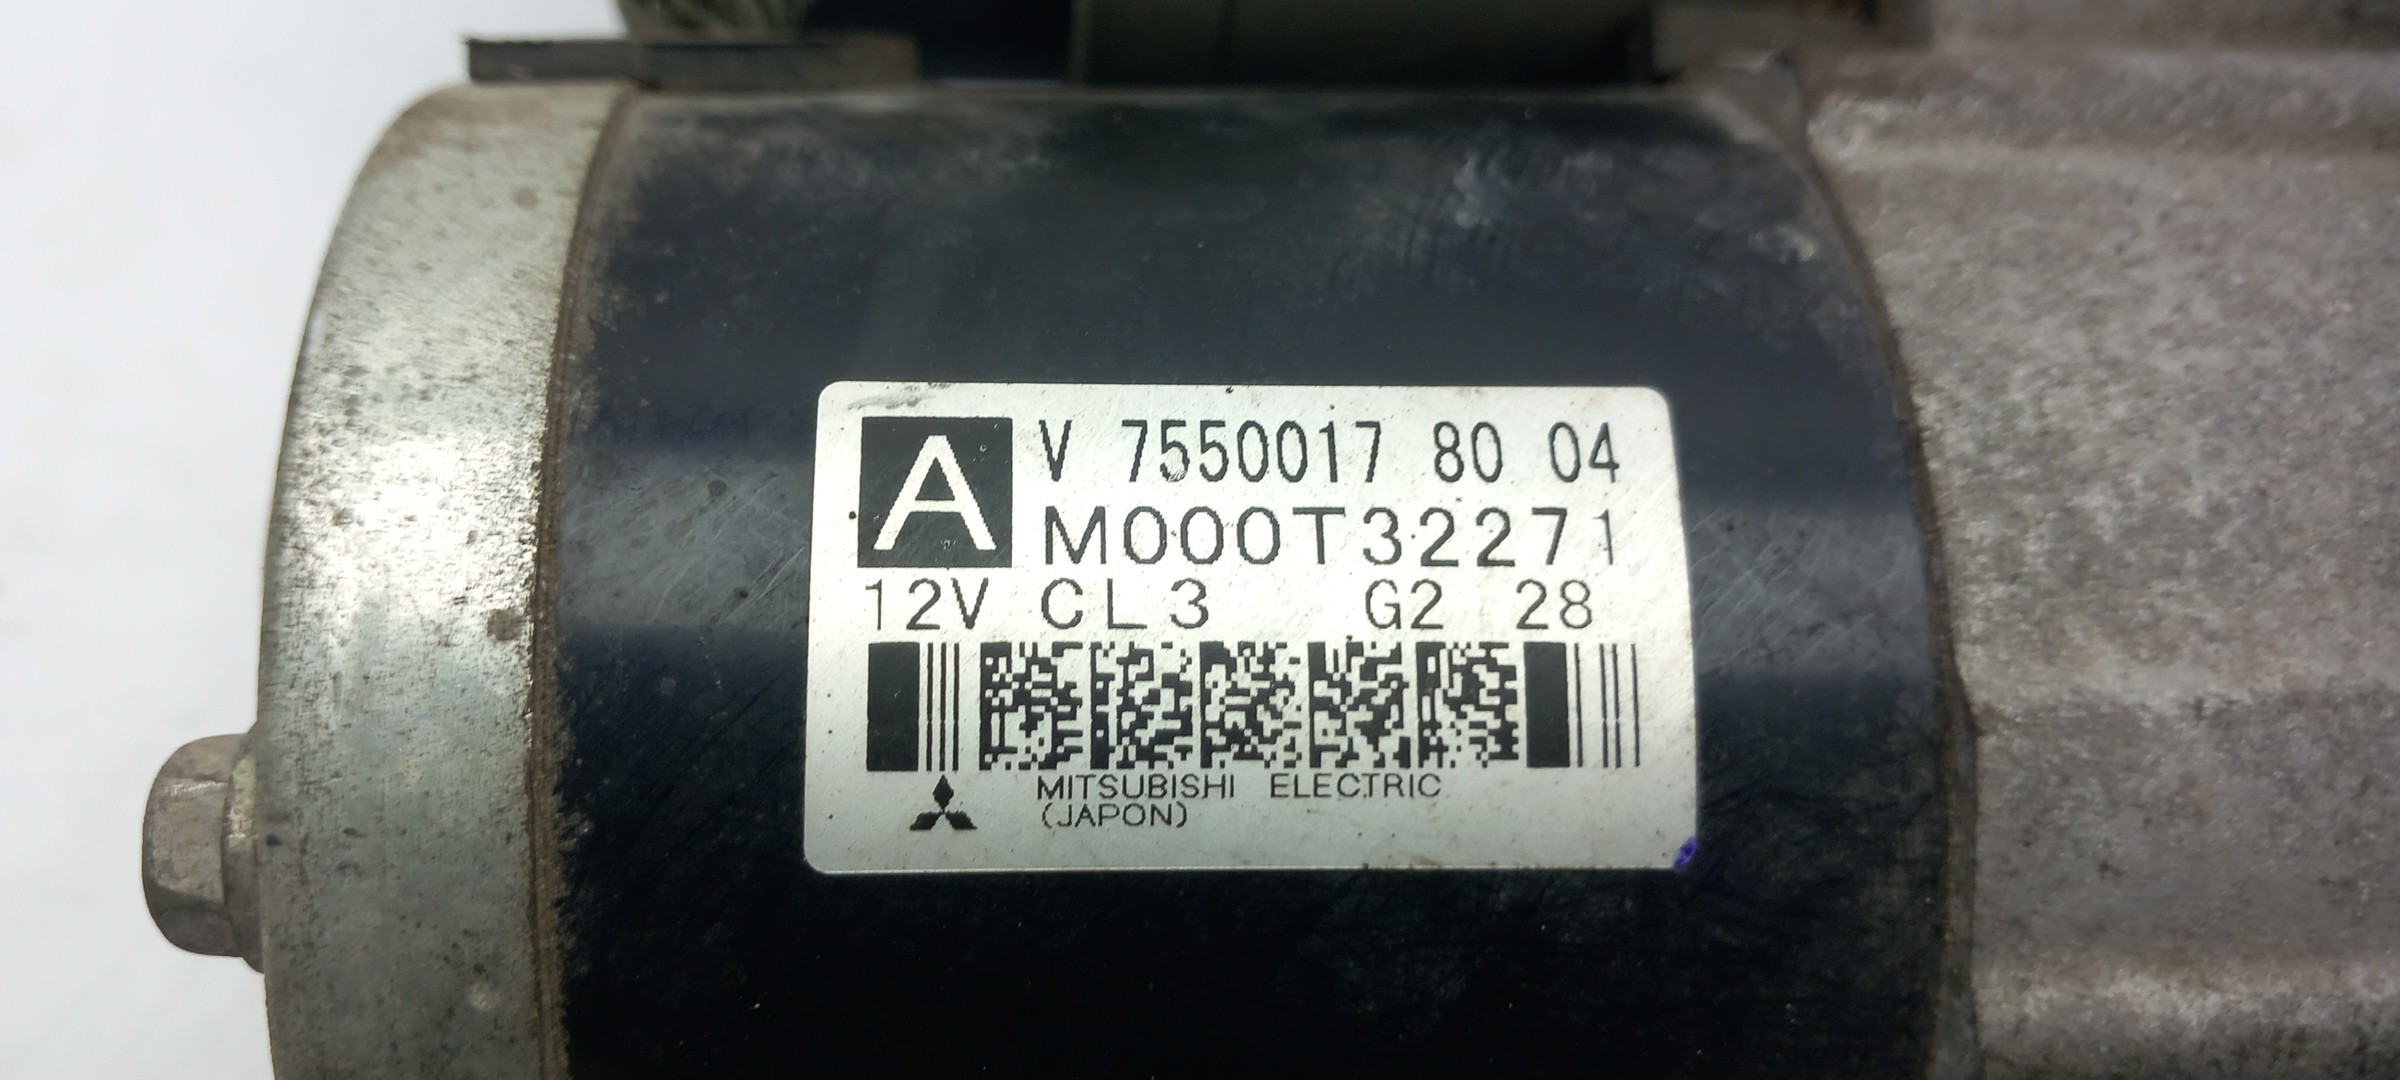 A V 7550017 80 04
M000T32271
12V CL3 G2 28
MITSUBISHI ELECTRIC
(JAPON)